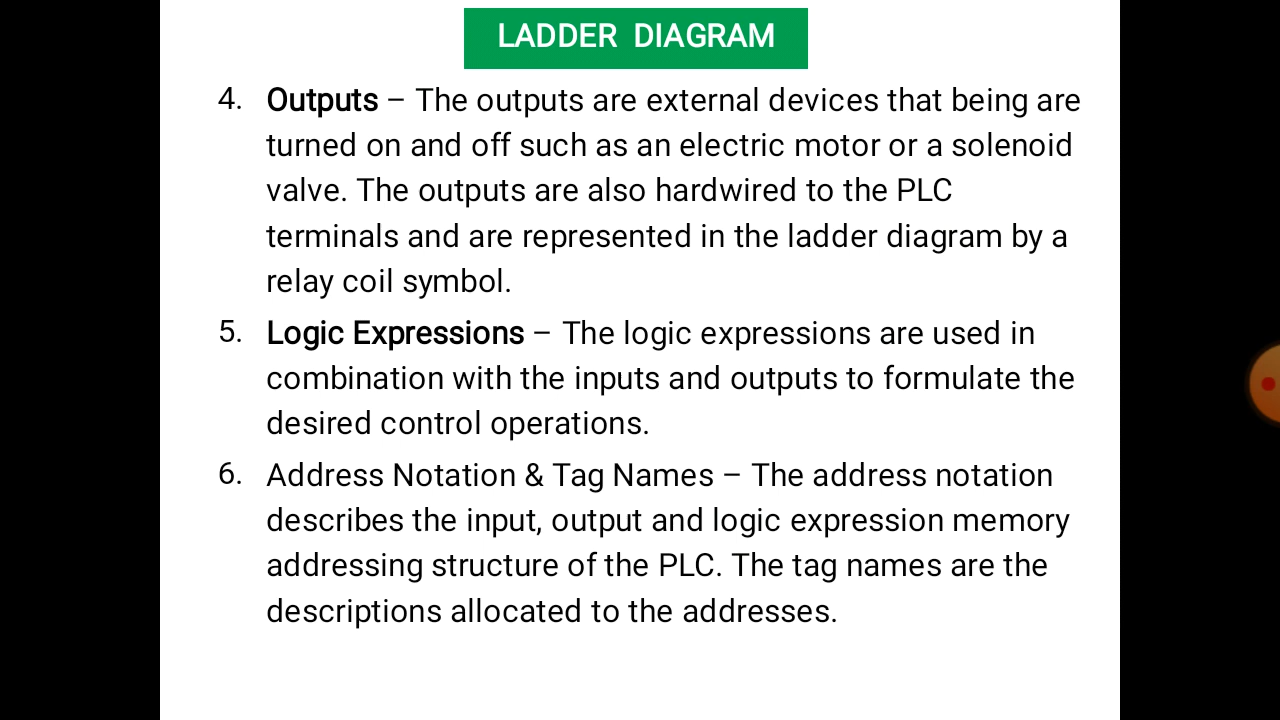 LADDER DIAGRAM
4. Outputs – The outputs are external devices that being are
turned on and off such as an electric motor or a solenoid
valve. The outputs are also hardwired to the PLC
terminals and are represented in the ladder diagram by a
relay coil symbol.
5. Logic Expressions – The logic expressions are used in
combination with the inputs and outputs to formulate the
desired control operations.
6. Address Notation & Tag Names – The address notation
describes the input, output and logic expression memory
addressing structure of the PLC. The tag names are the
descriptions allocated to the addresses.